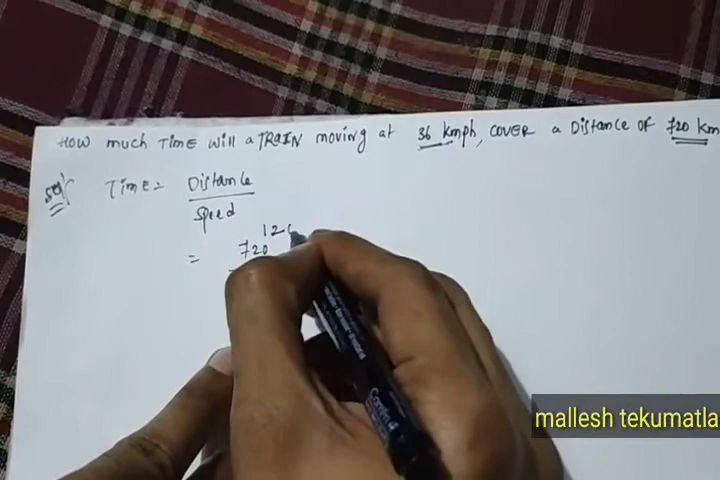 How much TimE will a TRAIN moving at 36 kmph, COVER a Distance OF 720 km
Sol
TimE = Distance
Speed
120
= 720
mallesh tekumatla